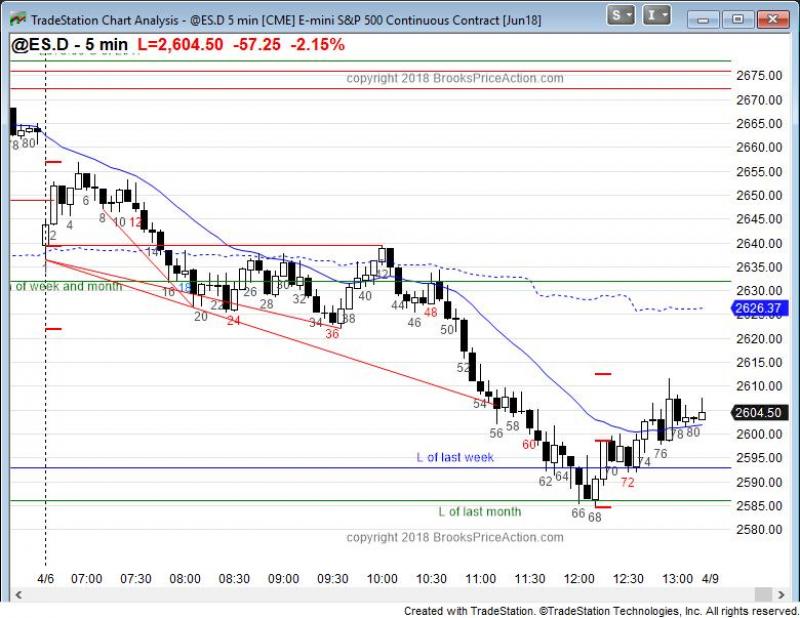 TradeStation Chart Analysis - @ES.D 5 min [CME] E-mini S&P 500 Continuous Contract [Jun18]
S
I
@ES.D - 5 min L=2,604.50 -57.25 -2.15%
copyright 2018 BrooksPriceAction.com
2675.00
2670.00
2665.00
2660.00
2655.00
2650.00
2645.00
2640.00
2635.00
2630.00
2626.37
2620.00
2615.00
2610.00
2604.50
2600.00
2595.00
2590.00
2585.00
2580.00
78 80
2 4 6 8 10 12 14 16 18 20 22 24 26 28 30 32 34 36 38 40 42 44 46 48 50 52 54 56 58 60 62 64 66 68 70 72 74 76 78 80
of week and month
L of last week
L of last month
copyright 2018 BrooksPriceAction.com
4/6 07:00 07:30 08:00 08:30 09:00 09:30 10:00 10:30 11:00 11:30 12:00 12:30 13:00 4/9
Created with TradeStation. ©TradeStation Technologies, Inc. All rights reserved.